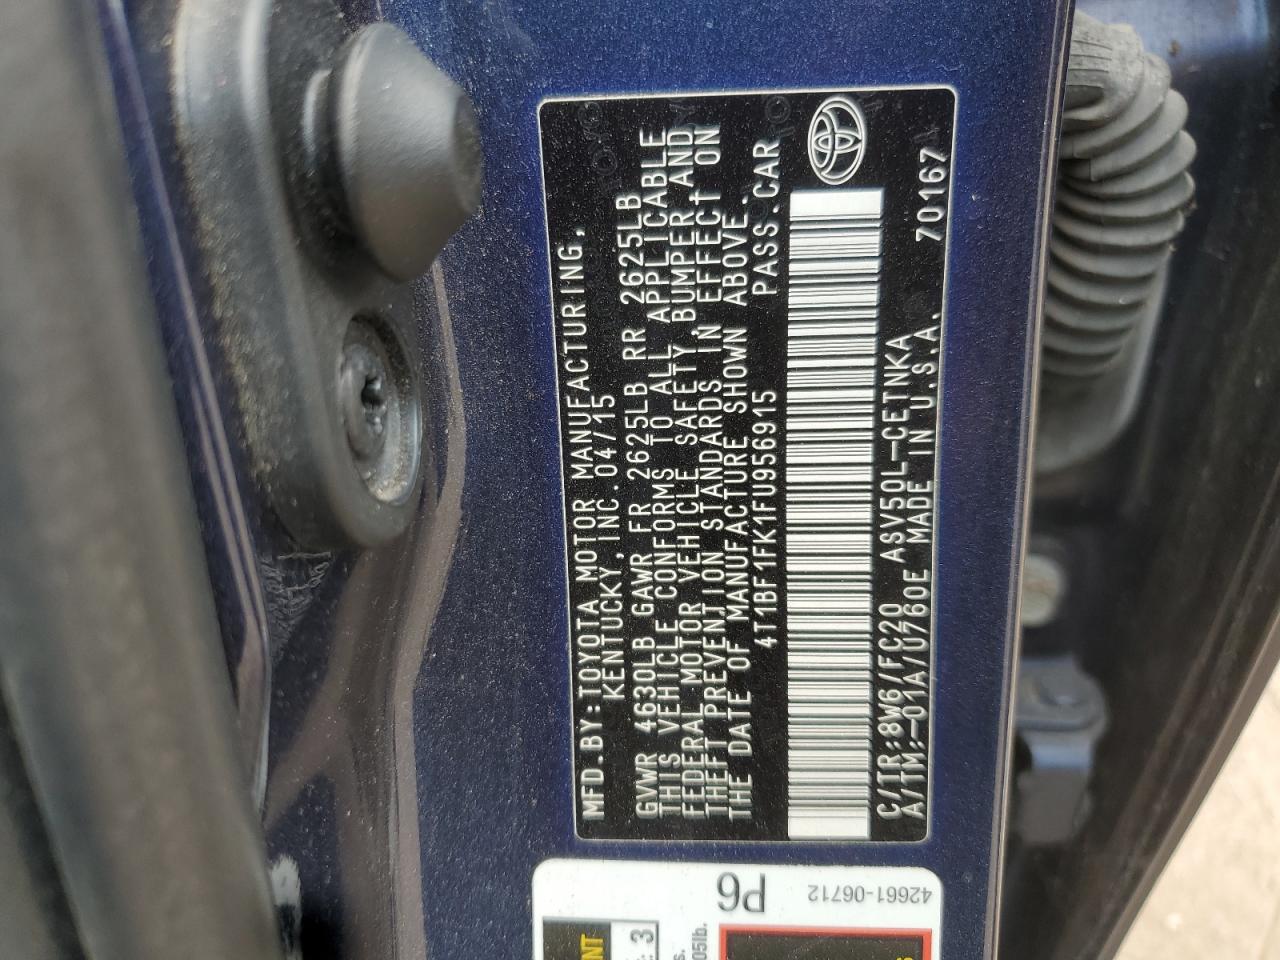 MFD.BY:TOYOTA MOTOR MANUFACTURING,
KENTUCKY, INC. 04/15
GVWR 4630LB GAWR FR 2625LB RR 2625LB
THIS VEHICLE CONFORMS TO ALL APPLICABLE
FEDERAL MOTOR VEHICLE SAFETY, BUMPER AND
THEFT PREVENTION STANDARDS IN EFFECT ON
THE DATE OF MANUFACTURE SHOWN ABOVE.
4T1BF1FK1FU956915 PASS.CAR
C/TR:8W6/FC20 ASV50L-CETNKA
A/TM:-01A/U760E MADE IN U.S.A. 70167
P6
42661-06712